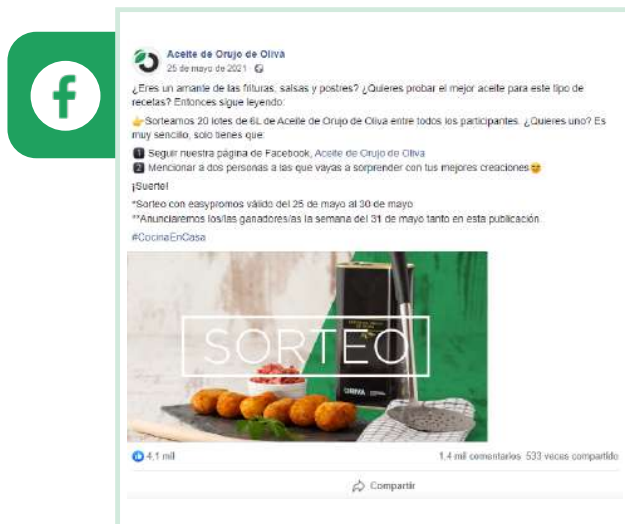 Aceite de Orujo de Oliva
25 de mayo de 2021
¿Eres un amante de las frituras, salsas y postres? ¿Quieres probar el mejor aceite para este tipo de
recetas? Entonces sigue leyendo:
👉Sorteamos 20 lotes de 6L de Aceite de Orujo de Oliva entre todos los participantes. ¿Quieres uno? Es
muy sencillo, solo tienes que:
1 Seguir nuestra página de Facebook, Aceite de Orujo de Oliva
2 Mencionar a dos personas a las que vayas a sorprender con tus mejores creaciones
¡Suerte!
*Sorteo con easypromos válido del 25 de mayo al 30 de mayo
**Anunciaremos los/las ganadores/as la semana del 31 de mayo tanto en esta publicación.
#CocinaEnCasa
SORTEO
ORIVA
4,1 mil
1,4 mil comentarios 533 veces compartido
Compartir